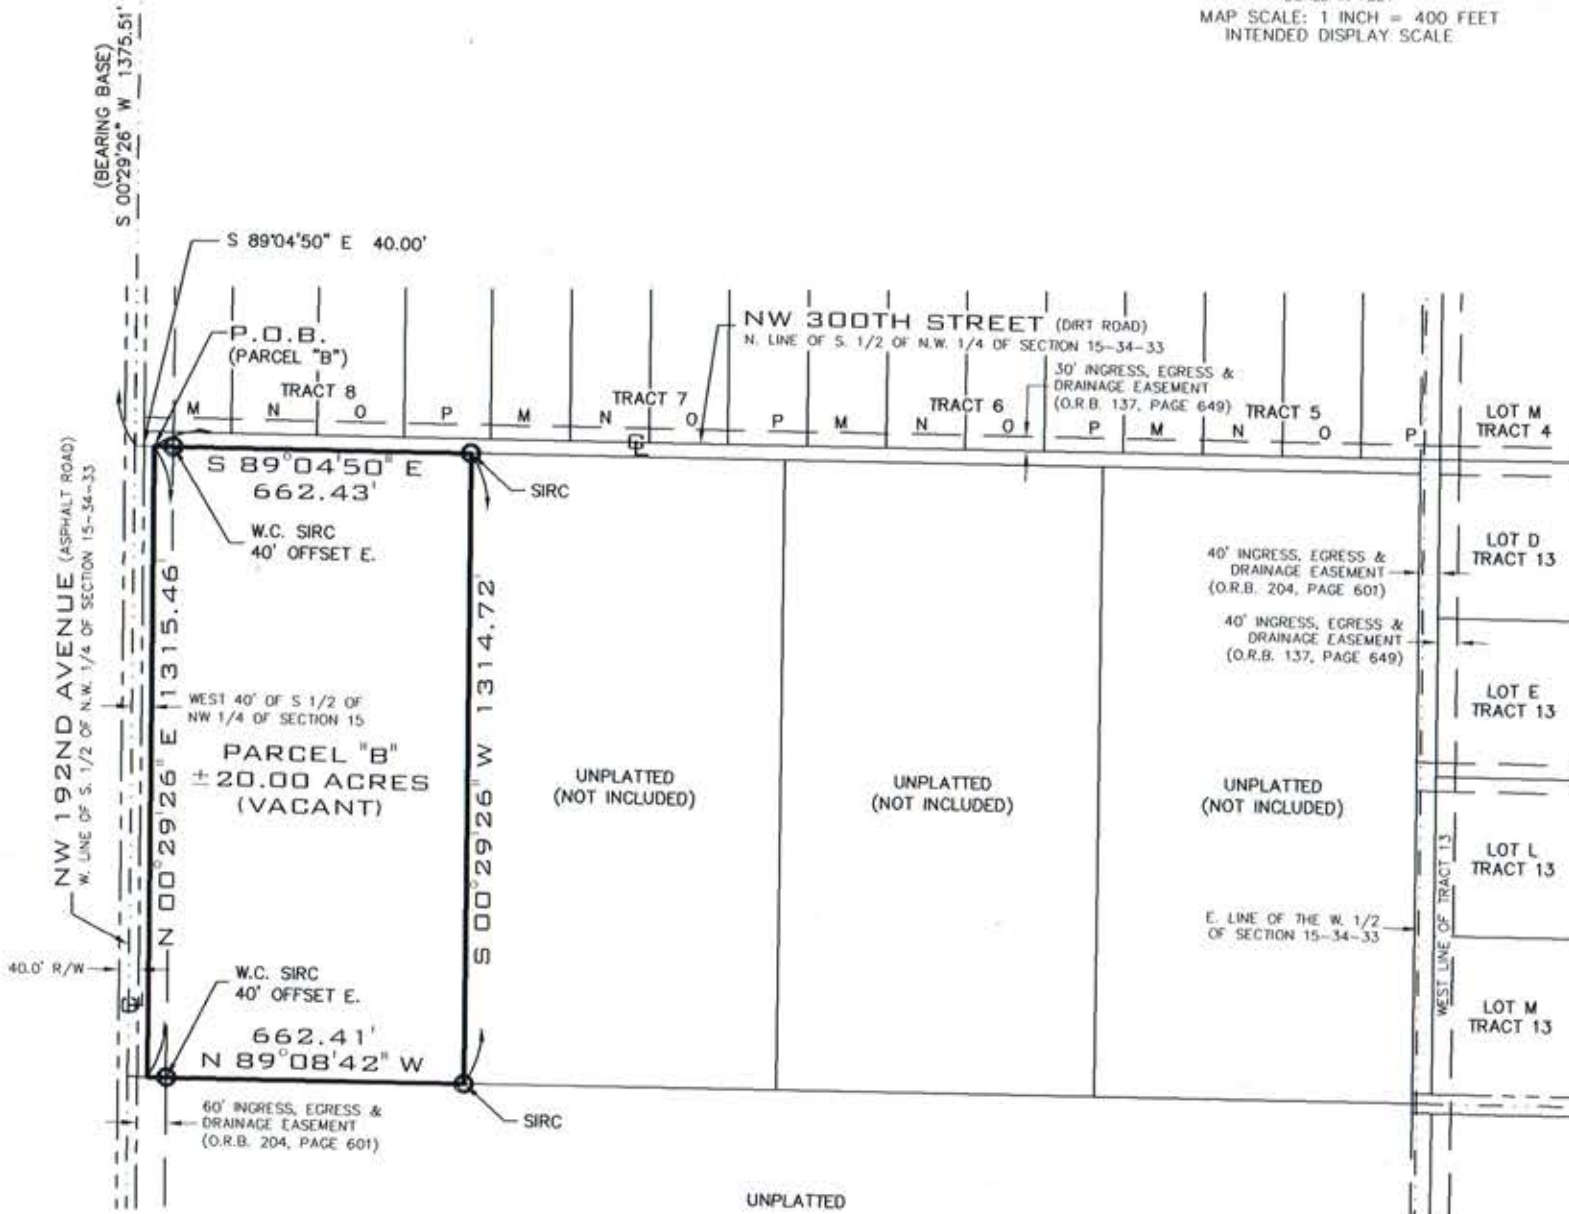 MAP SCALE: 1 INCH = 400 FEET
INTENDED DISPLAY SCALE
(BEARING BASE)
S 00°29'26" W 1375.51'
S 89°04'50" E 40.00'
P.O.B.
(PARCEL "B")
NW 300TH STREET (DIRT ROAD)
N. LINE OF S. 1/2 OF N.W. 1/4 OF SECTION 15-34-33
30' INGRESS, EGRESS &
DRAINAGE EASEMENT
(O.R.B. 137, PAGE 649)
TRACT 8
TRACT 7
TRACT 6
TRACT 5
M N O P M N O P M N O P M N O P
LOT M
TRACT 4
S 89°04'50" E
662.43'
SIRC
W.C. SIRC
40' OFFSET E.
NW 192ND AVENUE (ASPHALT ROAD)
W. LINE OF S. 1/2 OF N.W. 1/4 OF SECTION 15-34-33
N 00°29'26" E 1315.46'
S 00°29'26" W 1314.72'
WEST 40' OF S 1/2 OF
NW 1/4 OF SECTION 15
PARCEL "B"
±20.00 ACRES
(VACANT)
UNPLATTED
(NOT INCLUDED)
UNPLATTED
(NOT INCLUDED)
UNPLATTED
(NOT INCLUDED)
40' INGRESS, EGRESS &
DRAINAGE EASEMENT
(O.R.B. 204, PAGE 601)
40' INGRESS, EGRESS &
DRAINAGE EASEMENT
(O.R.B. 137, PAGE 649)
LOT D
TRACT 13
LOT E
TRACT 13
LOT L
TRACT 13
LOT M
TRACT 13
WEST LINE OF TRACT 13
E. LINE OF THE W. 1/2
OF SECTION 15-34-33
40.0' R/W
W.C. SIRC
40' OFFSET E.
662.41'
N 89°08'42" W
SIRC
60' INGRESS, EGRESS &
DRAINAGE EASEMENT
(O.R.B. 204, PAGE 601)
UNPLATTED